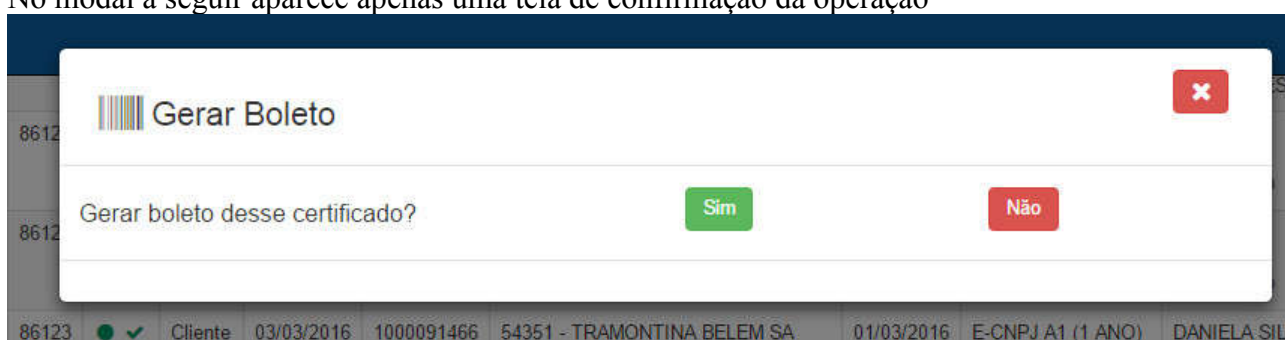 No modal a seguir aparece apenas uma tela de confirmação da operação
Gerar Boleto
8612
Gerar boleto desse certificado?
Sim
Não
8612
86123 Cliente 03/03/2016 1000091466 54351 - TRAMONTINA BELEM SA 01/03/2016 E-CNPJ A1 (1 ANO) DANIELA SIL